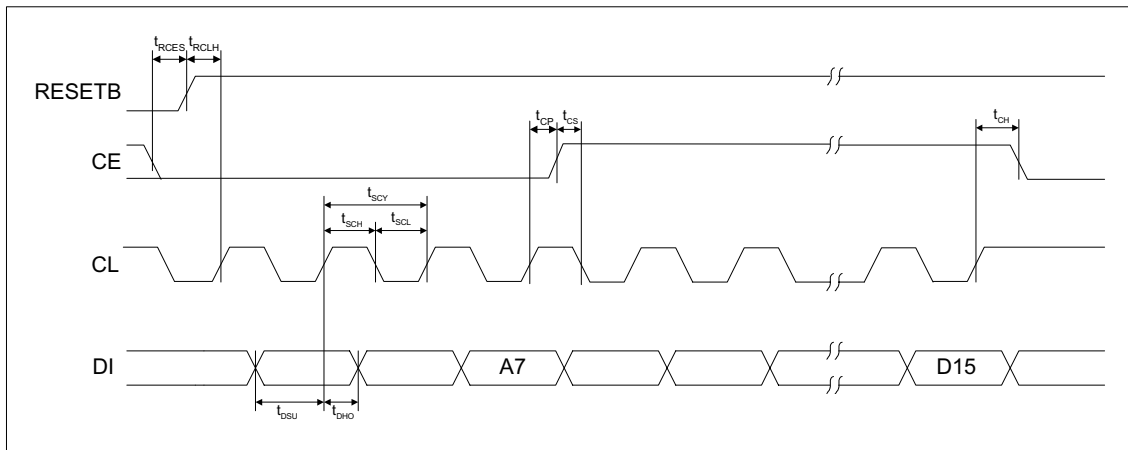 tRCES tRCLH
RESETB
tCP tCS
tCH
CE
tSCY
tSCH tSCL
CL
DI
A7
D15
tDSU tDHO